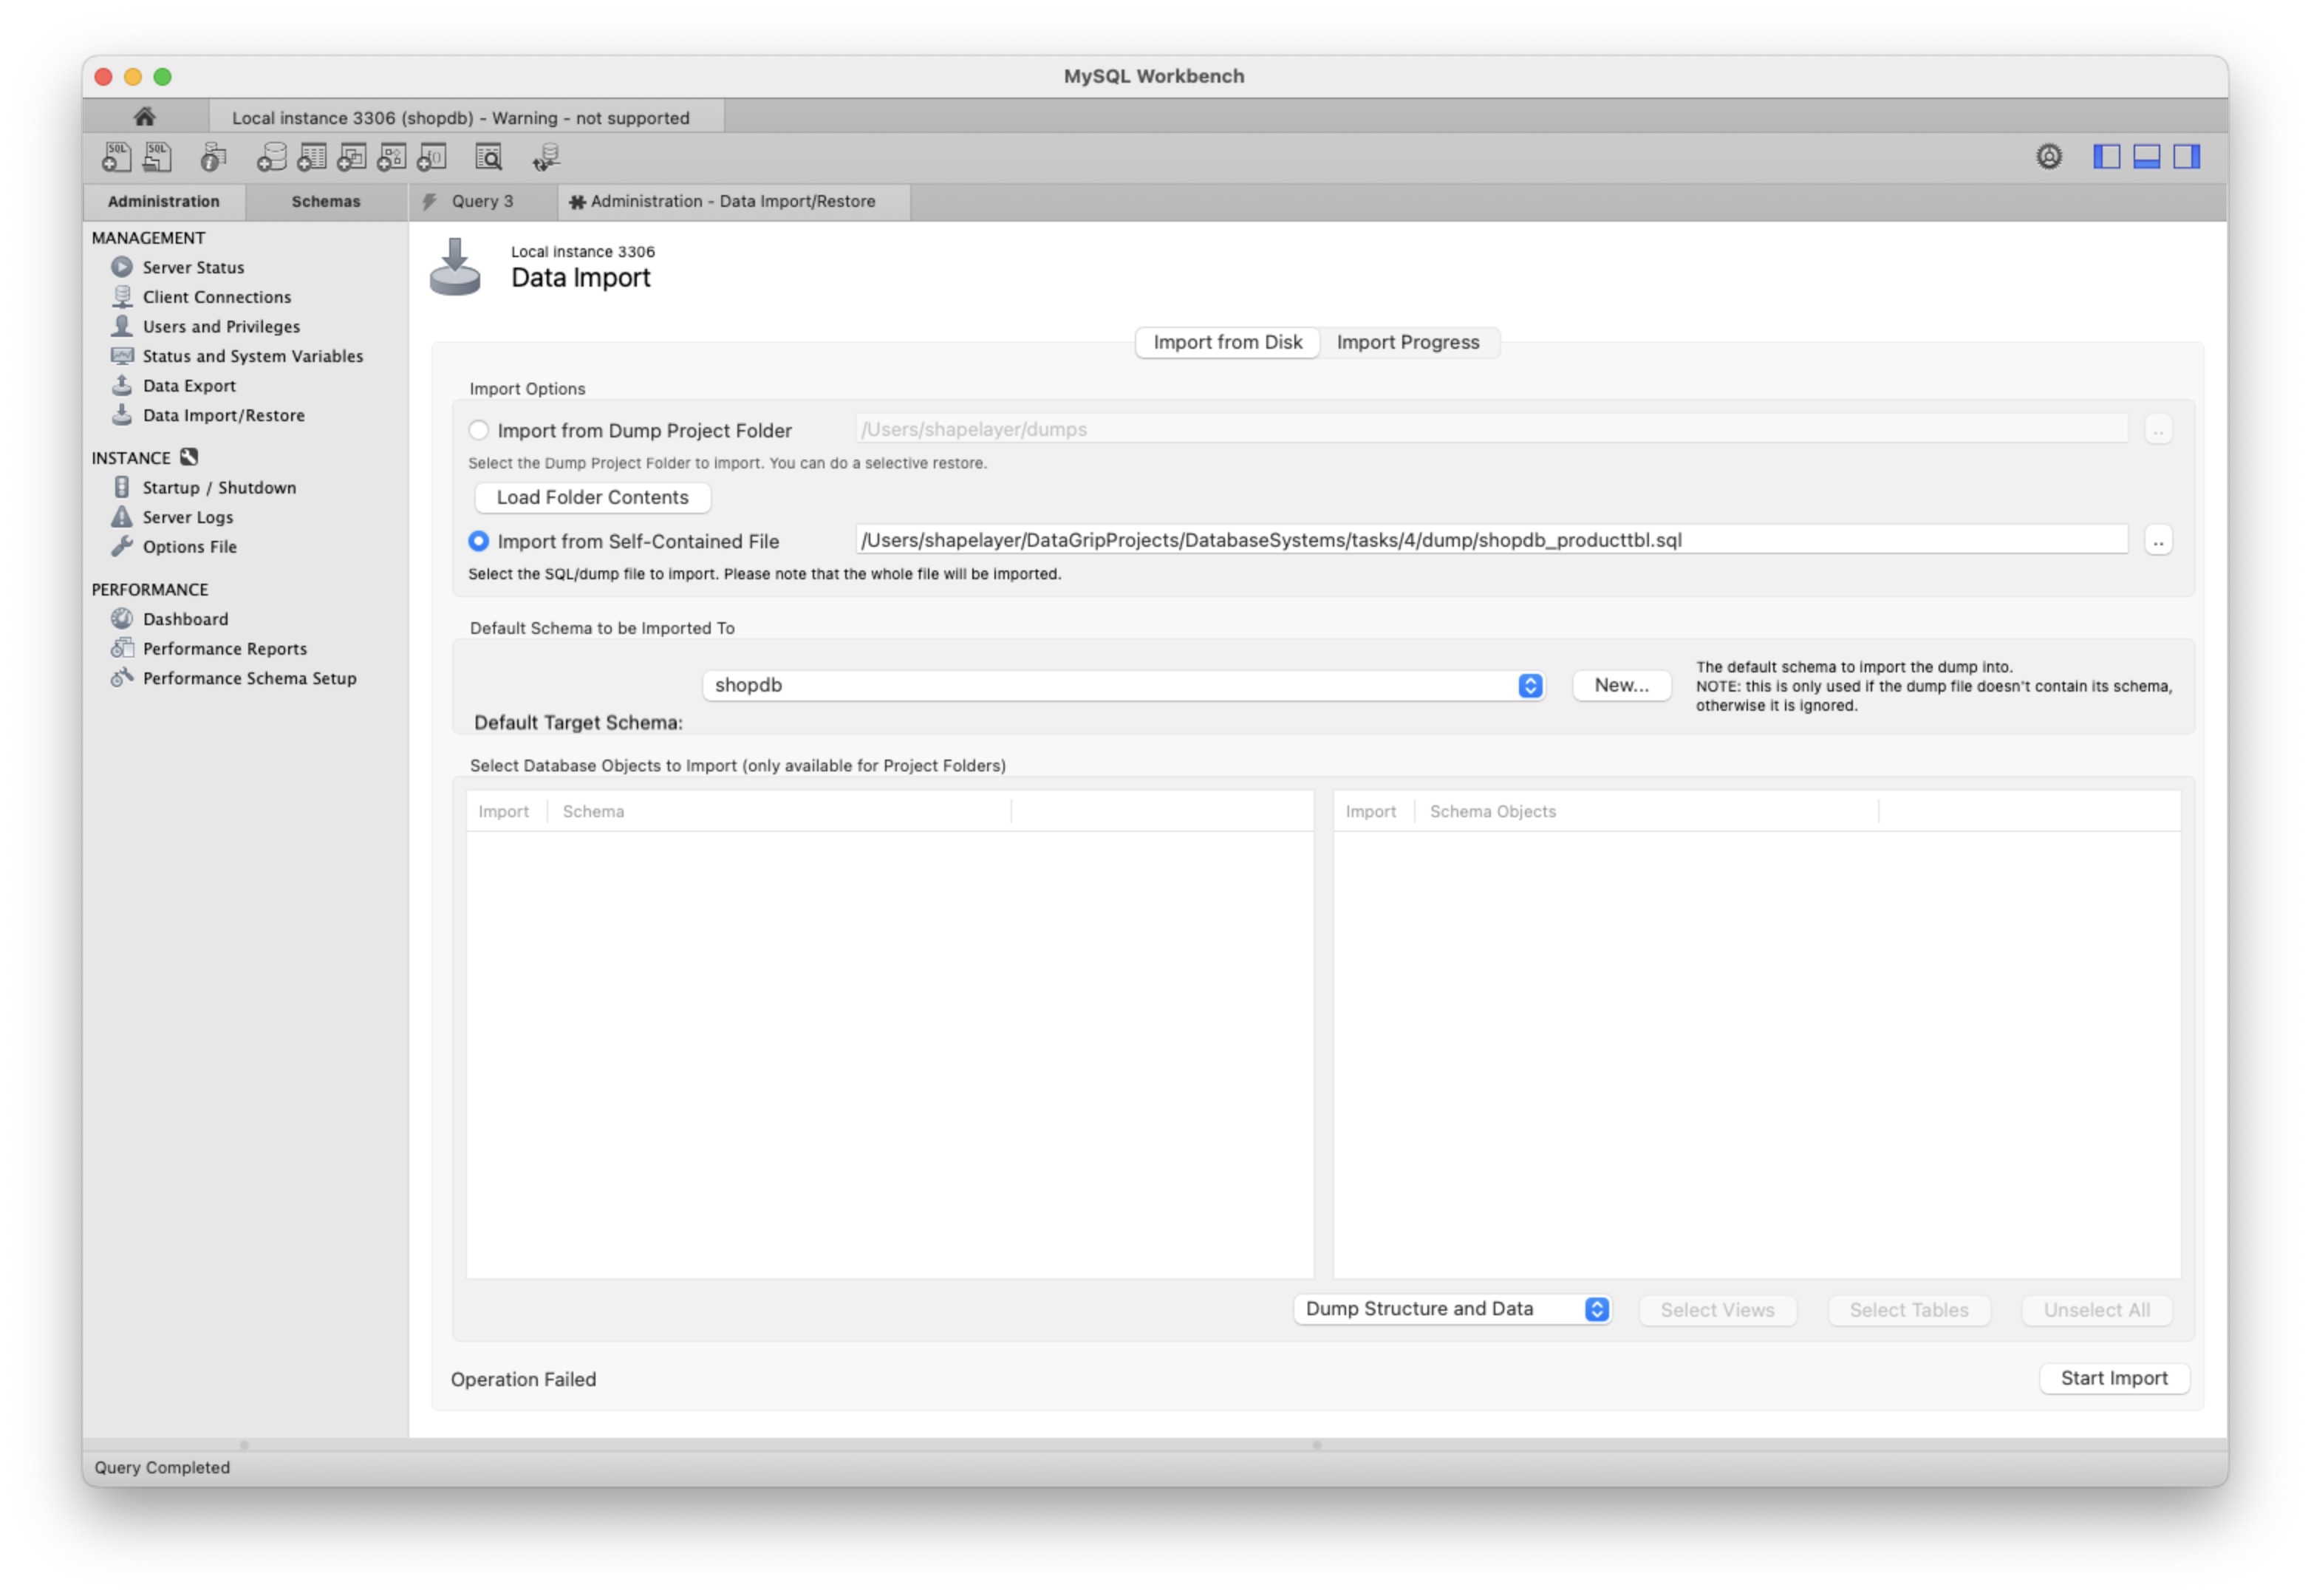 MySQL Workbench
Local instance 3306 (shopdb) - Warning - not supported
SQL
SQL
Administration
Schemas
Query 3
Administration - Data Import/Restore
MANAGEMENT
Server Status
Client Connections
Users and Privileges
Status and System Variables
Data Export
Data Import/Restore
INSTANCE
Startup / Shutdown
Server Logs
Options File
PERFORMANCE
Dashboard
Performance Reports
Performance Schema Setup
Local instance 3306
Data Import
Import from Disk
Import Progress
Import Options
Import from Dump Project Folder
/Users/shapelayer/dumps
..
Select the Dump Project Folder to import. You can do a selective restore.
Load Folder Contents
Import from Self-Contained File
/Users/shapelayer/DataGripProjects/DatabaseSystems/tasks/4/dump/shopdb_producttbl.sql
..
Select the SQL/dump file to import. Please note that the whole file will be imported.
Default Schema to be Imported To
shopdb
New...
The default schema to import the dump into.
NOTE: this is only used if the dump file doesn't contain its schema,
otherwise it is ignored.
Default Target Schema:
Select Database Objects to Import (only available for Project Folders)
Import
Schema
Import
Schema Objects
Dump Structure and Data
Select Views
Select Tables
Unselect All
Operation Failed
Start Import
Query Completed